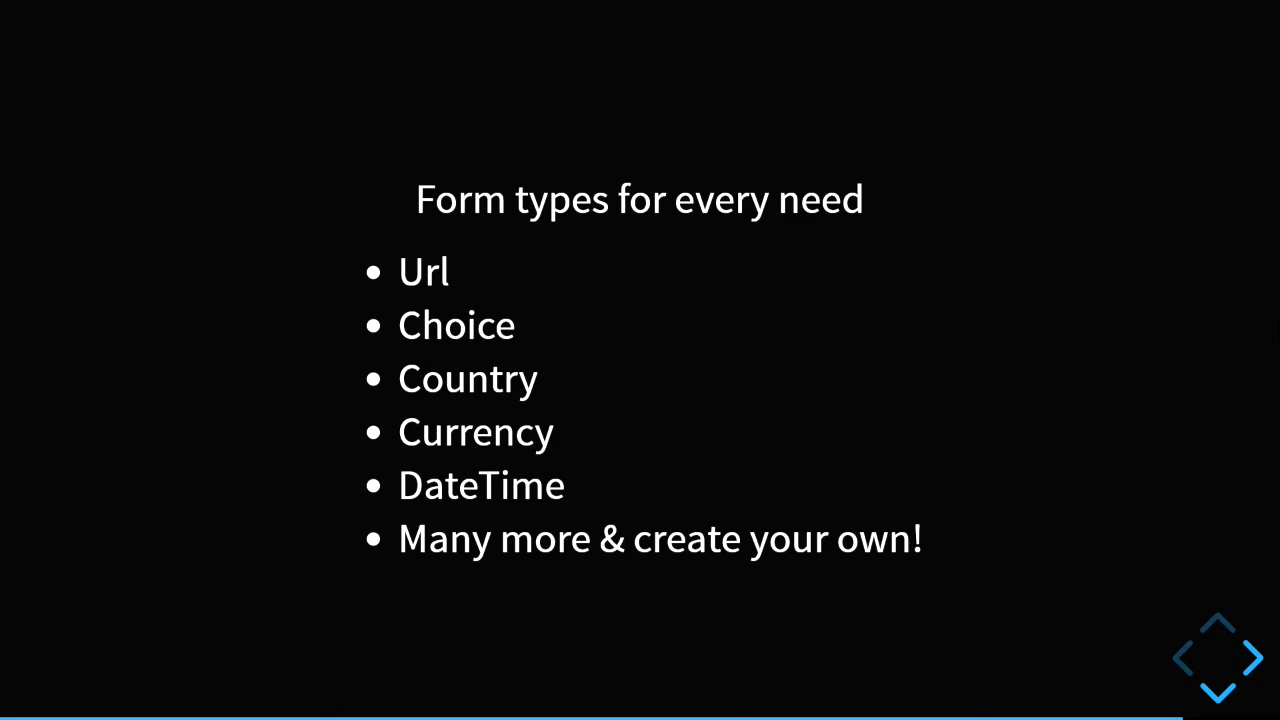 Form types for every need
Url
Choice
Country
Currency
DateTime
Many more & create your own!